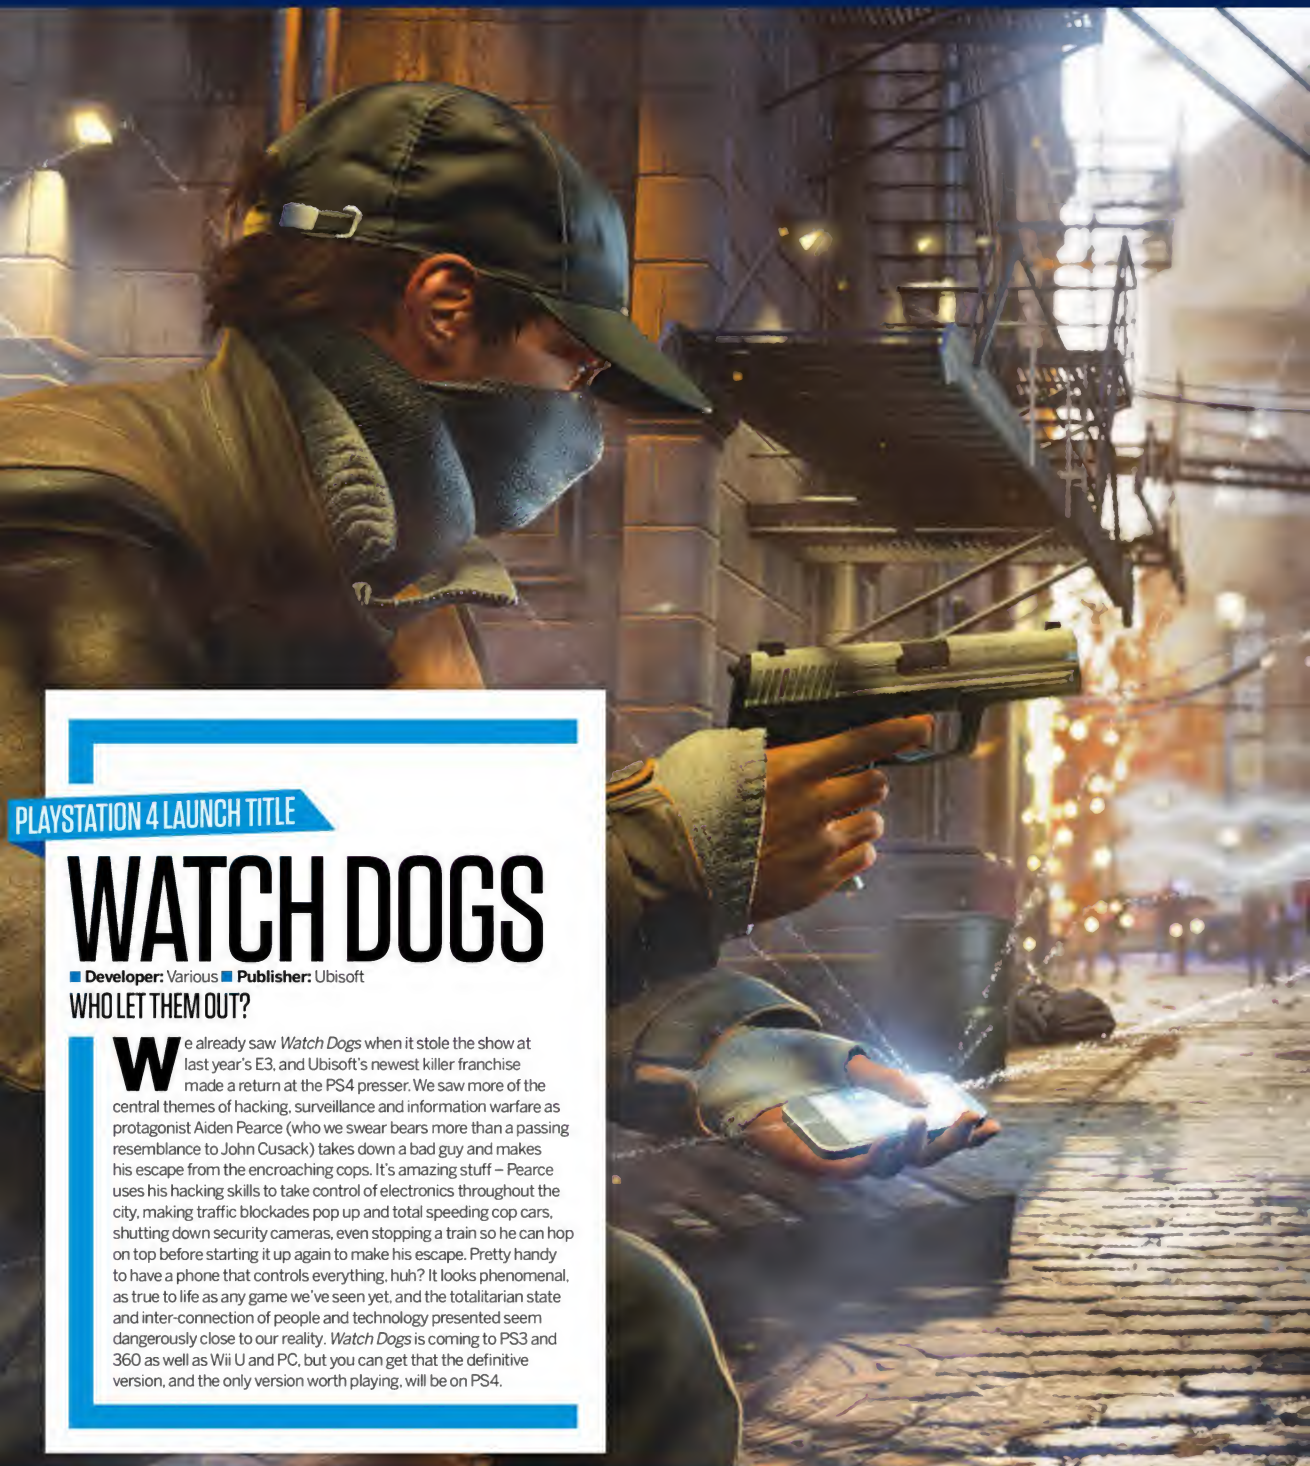 PLAYSTATION 4 LAUNCH TITLE
WATCH DOGS
■ Developer: Various ■ Publisher: Ubisoft
WHO LET THEM OUT?
We already saw Watch Dogs when it stole the show at
last year's E3, and Ubisoft's newest killer franchise
made a return at the PS4 presser. We saw more of the
central themes of hacking, surveillance and information warfare as
protagonist Aiden Pearce (who we swear bears more than a passing
resemblance to John Cusack) takes down a bad guy and makes
his escape from the encroaching cops. It's amazing stuff – Pearce
uses his hacking skills to take control of electronics throughout the
city, making traffic blockades pop up and total speeding cop cars,
shutting down security cameras, even stopping a train so he can hop
on top before starting it up again to make his escape. Pretty handy
to have a phone that controls everything, huh? It looks phenomenal,
as true to life as any game we've seen yet, and the totalitarian state
and inter-connection of people and technology presented seem
dangerously close to our reality. Watch Dogs is coming to PS3 and
360 as well as Wii U and PC, but you can get that the definitive
version, and the only version worth playing, will be on PS4.